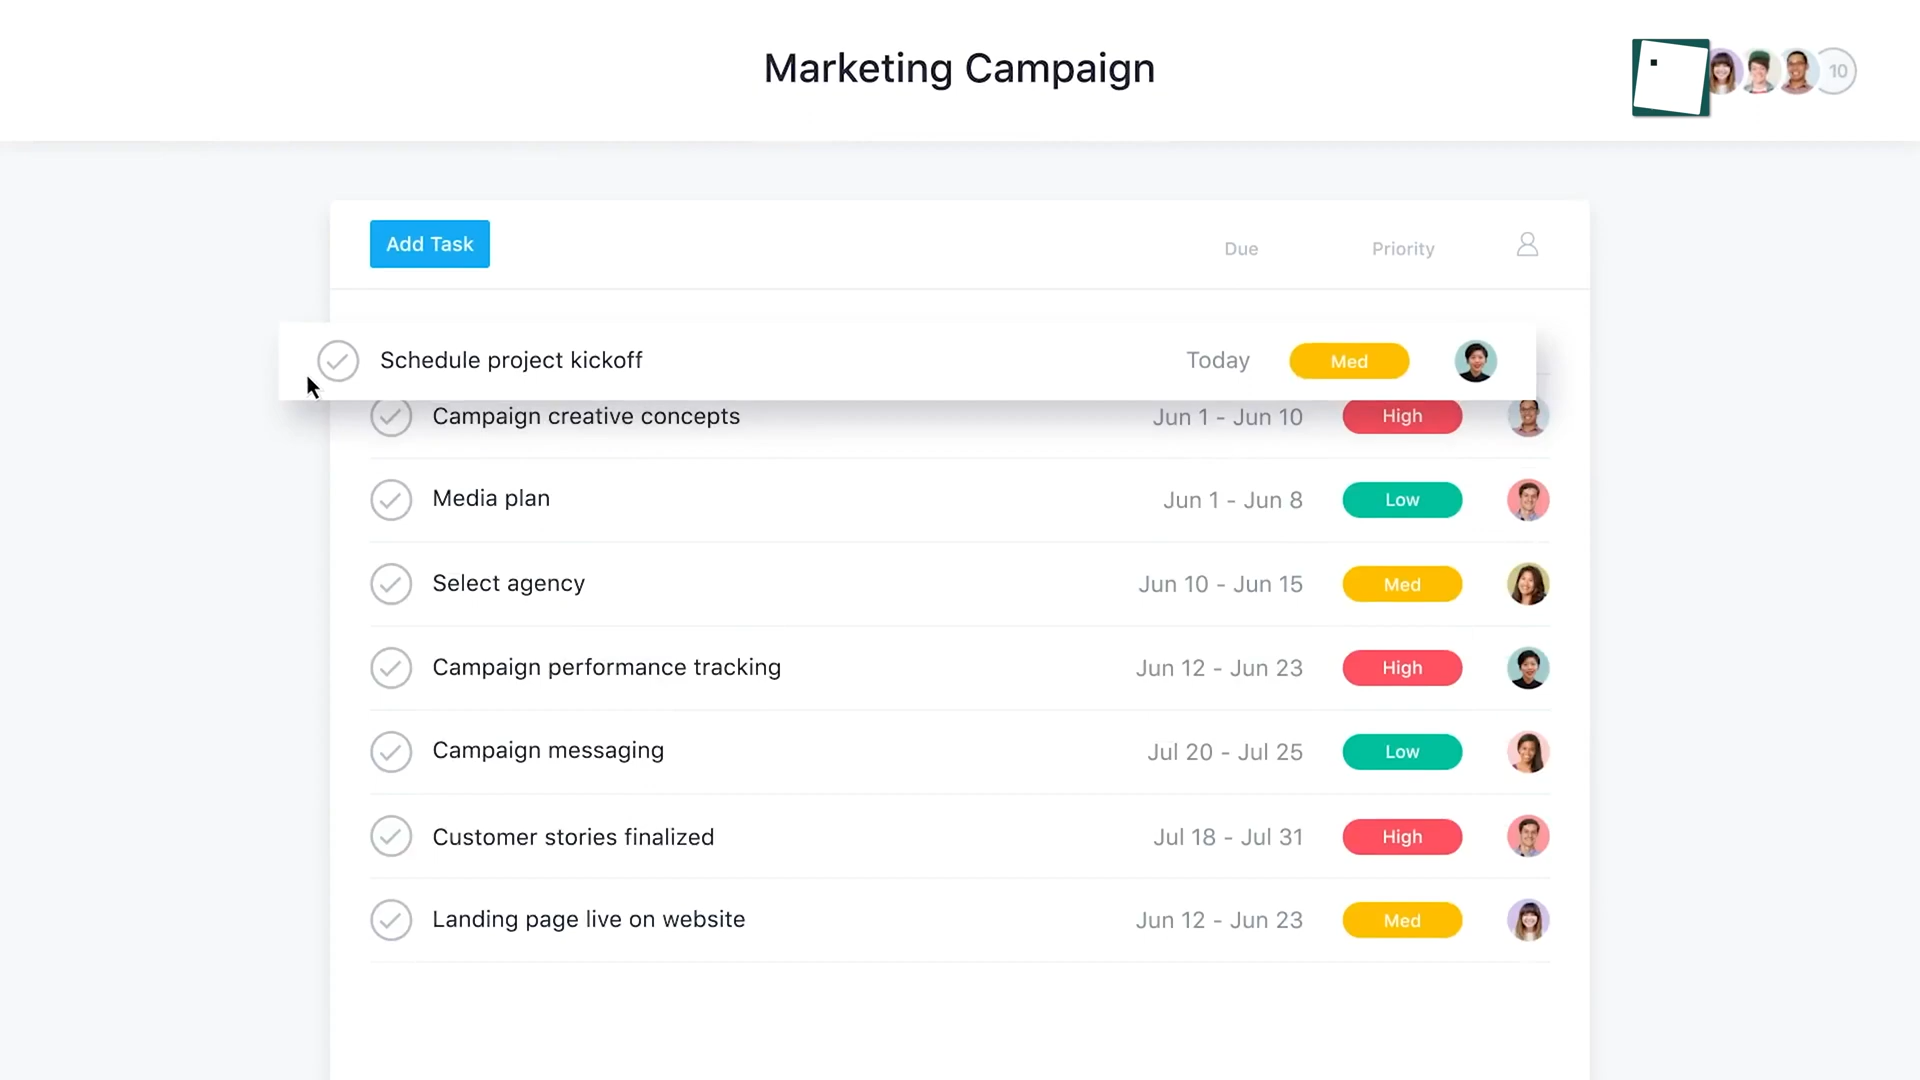 Marketing Campaign
10
Add Task
Due
Priority
Schedule project kickoff
Today
Med
Campaign creative concepts
Jun 1 - Jun 10
High
Media plan
Jun 1 - Jun 8
Low
Select agency
Jun 10 - Jun 15
Med
Campaign performance tracking
Jun 12 - Jun 23
High
Campaign messaging
Jul 20 - Jul 25
Low
Customer stories finalized
Jul 18 - Jul 31
High
Landing page live on website
Jun 12 - Jun 23
Med